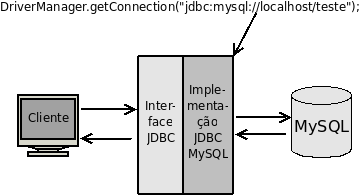 DriverManager.getConnection("jdbc:mysql://localhost/teste");
Cliente
Inter-
face
JDBC
Imple-
menta-
ção
JDBC
MySQL
MySQL